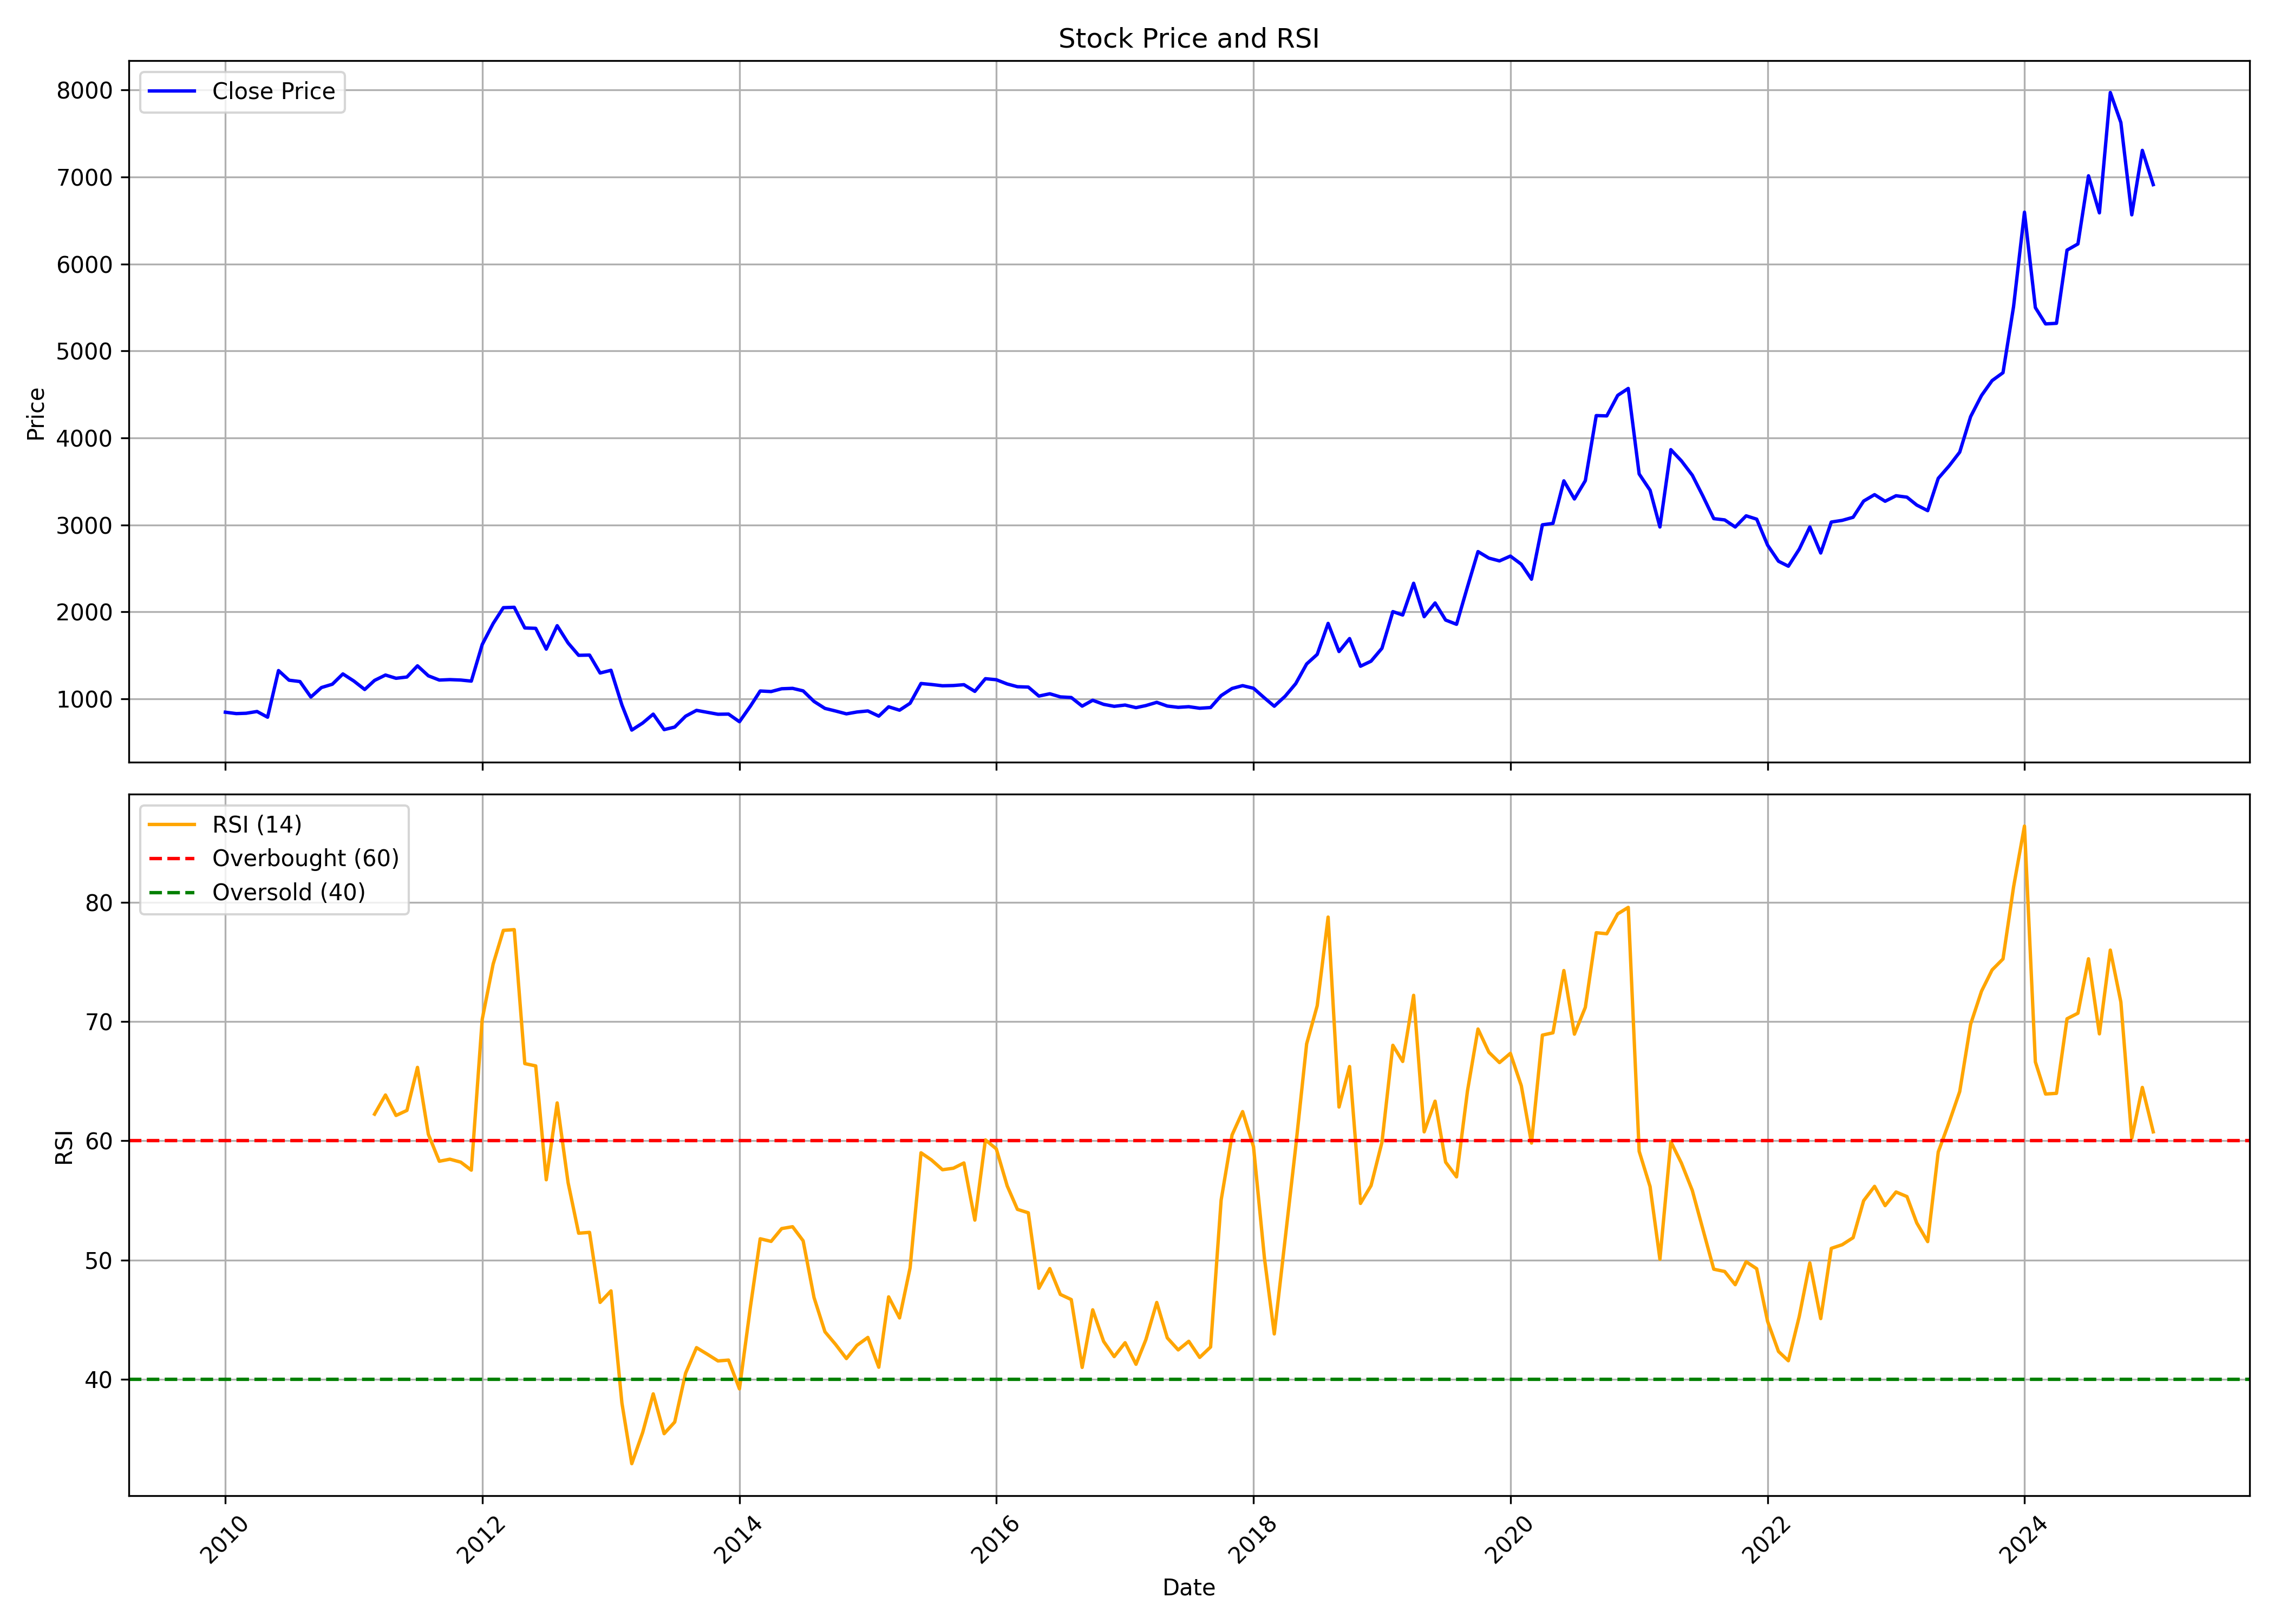 Stock Price and RSI
Close Price
8000
7000
6000
5000
4000
3000
2000
1000
Price
RSI (14)
Overbought (60)
Oversold (40)
80
70
60
50
40
RSI
2010
2012
2014
2016
2018
2020
2022
2024
Date